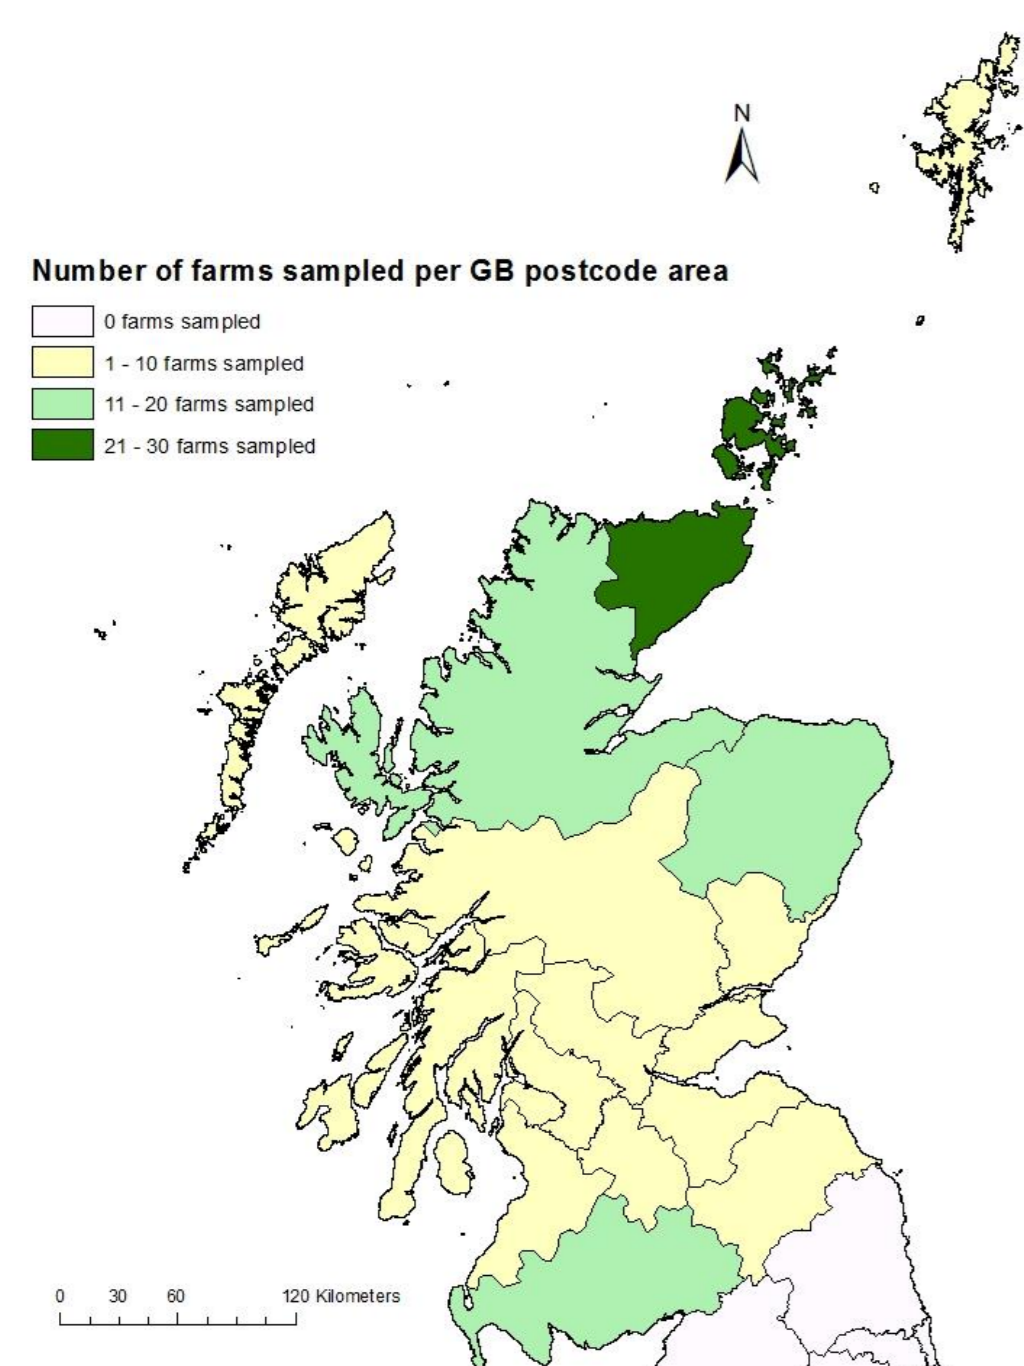 N
Number of farms sampled per GB postcode area
0 farms sampled
1 - 10 farms sampled
11 - 20 farms sampled
21 - 30 farms sampled
0 30 60 120 Kilometers